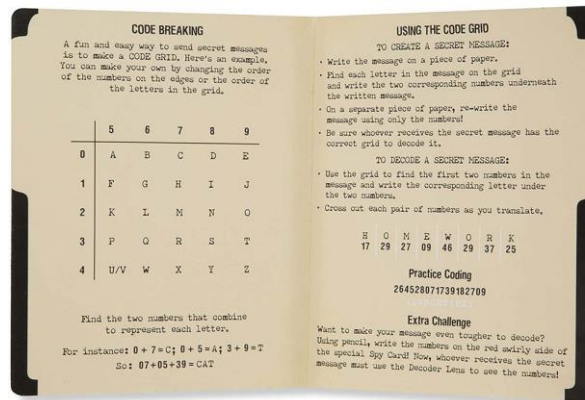 CODE BREAKING
A fun and easy way to send secret messages
is to make a CODE GRID. Here's an example.
You can make your own by changing the order
of the numbers on the edges or the order of
the letters in the grid.
5 6 7 8 9
0 A B C D E
1 F G H I J
2 K L M N O
3 P Q R S T
4 U/V W X Y Z
Find the two numbers that combine
to represent each letter.
For instance: 0 + 7 = C; 0 + 5 = A; 3 + 9 = T
So: 07+05+39 = CAT
USING THE CODE GRID
TO CREATE A SECRET MESSAGE:
· Write the message on a piece of paper.
· Find each letter in the message on the grid
and write the two corresponding numbers underneath
the written message.
· On a separate piece of paper, re-write the
message using only the numbers!
· Be sure whoever receives the secret message has the
correct grid to decode it.
TO DECODE A SECRET MESSAGE:
· Use the grid to find the first two numbers in the
message and write the corresponding letter under
the two numbers.
· Cross out each pair of numbers as you translate.
H O M E W O R K
17 29 27 09 46 29 37 25
Practice Coding
264528071739182709
Extra Challenge
Want to make your message even tougher to decode?
Using pencil, write the numbers on the red swirly side of
the special Spy Card! Now, whoever receives the secret
message must use the Decoder Lens to see the numbers!